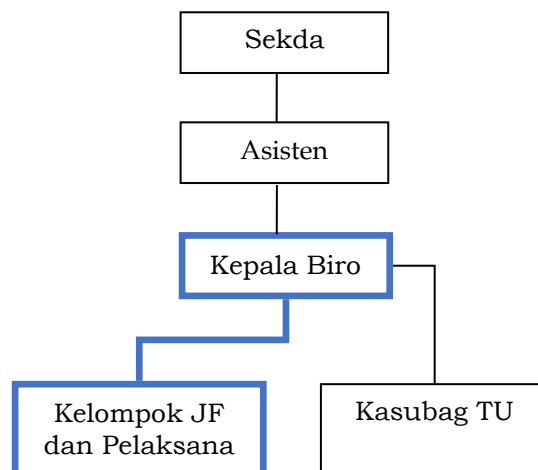 Sekda
Asisten
Kepala Biro
Kelompok JF
dan Pelaksana
Kasubag TU